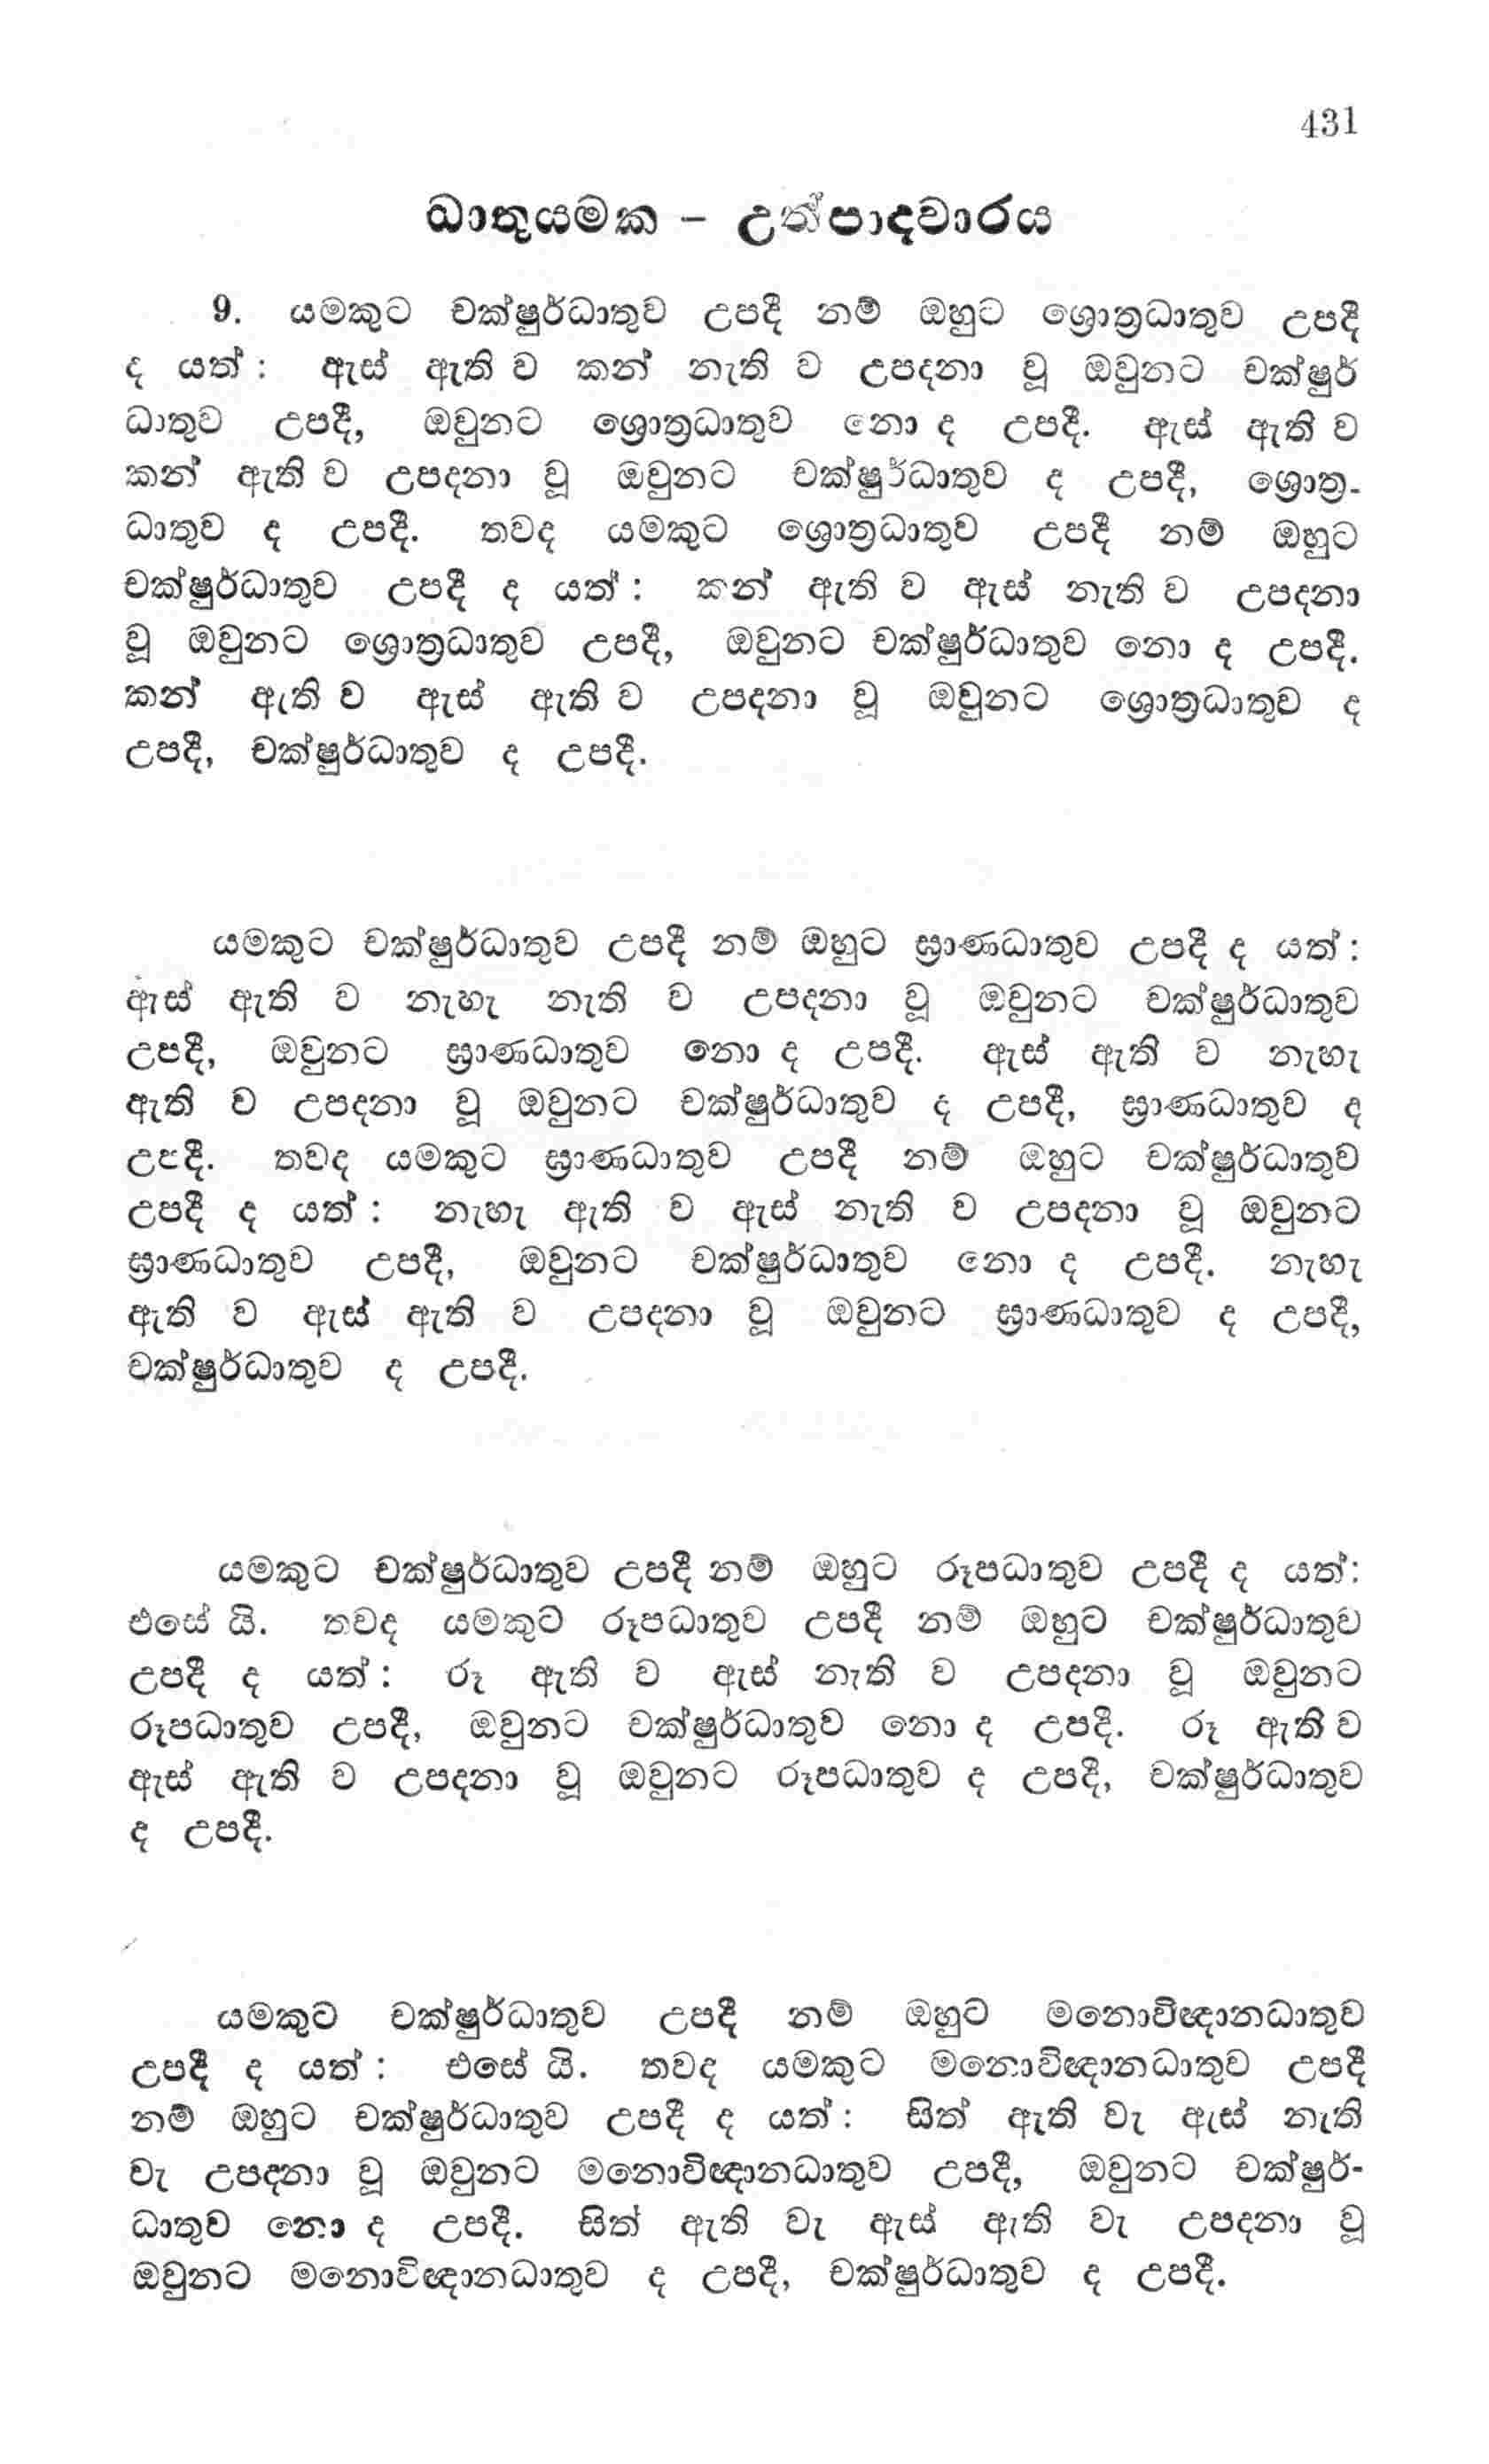 431
ධාතුයමක - උත්පාදවාරය
9. යමකුට චක්ෂුර්ධාතුව උපදී නම් ඔහුට ශ්‍රොත්‍රධාතුව උපදී
ද යත් : ඇස් ඇති ව කන් නැති ව උපදනා වූ ඔවුනට චක්ෂුර්
ධාතුව උපදී, ඔවුනට ශ්‍රොත්‍රධාතුව නො ද උපදී. ඇස් ඇති ව
කන් ඇති ව උපදනා වූ ඔවුනට චක්ෂුර්ධාතුව ද උපදී, ශ්‍රොත්‍ර-
ධාතුව ද උපදී. තවද යමකුට ශ්‍රොත්‍රධාතුව උපදී නම් ඔහුට
චක්ෂුර්ධාතුව උපදී ද යත් : කන් ඇති ව ඇස් නැති ව උපදනා
වූ ඔවුනට ශ්‍රොත්‍රධාතුව උපදී, ඔවුනට චක්ෂුර්ධාතුව නො ද උපදී.
කන් ඇති ව ඇස් ඇති ව උපදනා වූ ඔවුනට ශ්‍රොත්‍රධාතුව ද
උපදී, චක්ෂුර්ධාතුව ද උපදී.
යමකුට චක්ෂුර්ධාතුව උපදී නම් ඔහුට ඝ්‍රාණධාතුව උපදී ද යත් :
ඇස් ඇති ව නැහැ නැති ව උපදනා වූ ඔවුනට චක්ෂුර්ධාතුව
උපදී, ඔවුනට ඝ්‍රාණධාතුව නො ද උපදී. ඇස් ඇති ව නැහැ
ඇති ව උපදනා වූ ඔවුනට චක්ෂුර්ධාතුව ද උපදී, ඝ්‍රාණධාතුව ද
උපදී. තවද යමකුට ඝ්‍රාණධාතුව උපදී නම් ඔහුට චක්ෂුර්ධාතුව
උපදී ද යත් : නැහැ ඇති ව ඇස් නැති ව උපදනා වූ ඔවුනට
ඝ්‍රාණධාතුව උපදී, ඔවුනට චක්ෂුර්ධාතුව නො ද උපදී. නැහැ
ඇති ව ඇස් ඇති ව උපදනා වූ ඔවුනට ඝ්‍රාණධාතුව ද උපදී,
චක්ෂුර්ධාතුව ද උපදී.
යමකුට චක්ෂුර්ධාතුව උපදී නම් ඔහුට රූපධාතුව උපදී ද යත්:
එසේ යි. තවද යමකුට රූපධාතුව උපදී නම් ඔහුට චක්ෂුර්ධාතුව
උපදී ද යත් : රූ ඇති ව ඇස් නැති ව උපදනා වූ ඔවුනට
රූපධාතුව උපදී, ඔවුනට චක්ෂුර්ධාතුව නො ද උපදී. රූ ඇති ව
ඇස් ඇති ව උපදනා වූ ඔවුනට රූපධාතුව ද උපදී, චක්ෂුර්ධාතුව
ද උපදී.
යමකුට චක්ෂුර්ධාතුව උපදී නම් ඔහුට මනොවිඥානධාතුව
උපදී ද යත් : එසේ යි. තවද යමකුට මනොවිඥානධාතුව උපදී
නම් ඔහුට චක්ෂුර්ධාතුව උපදී ද යත් : සිත් ඇති වැ ඇස් නැති
වැ උපදනා වූ ඔවුනට මනොවිඥානධාතුව උපදී, ඔවුනට චක්ෂුර්-
ධාතුව නො ද උපදී. සිත් ඇති වැ ඇස් ඇති වැ උපදනා වූ
ඔවුනට මනොවිඥානධාතුව ද උපදී, චක්ෂුර්ධාතුව ද උපදී.